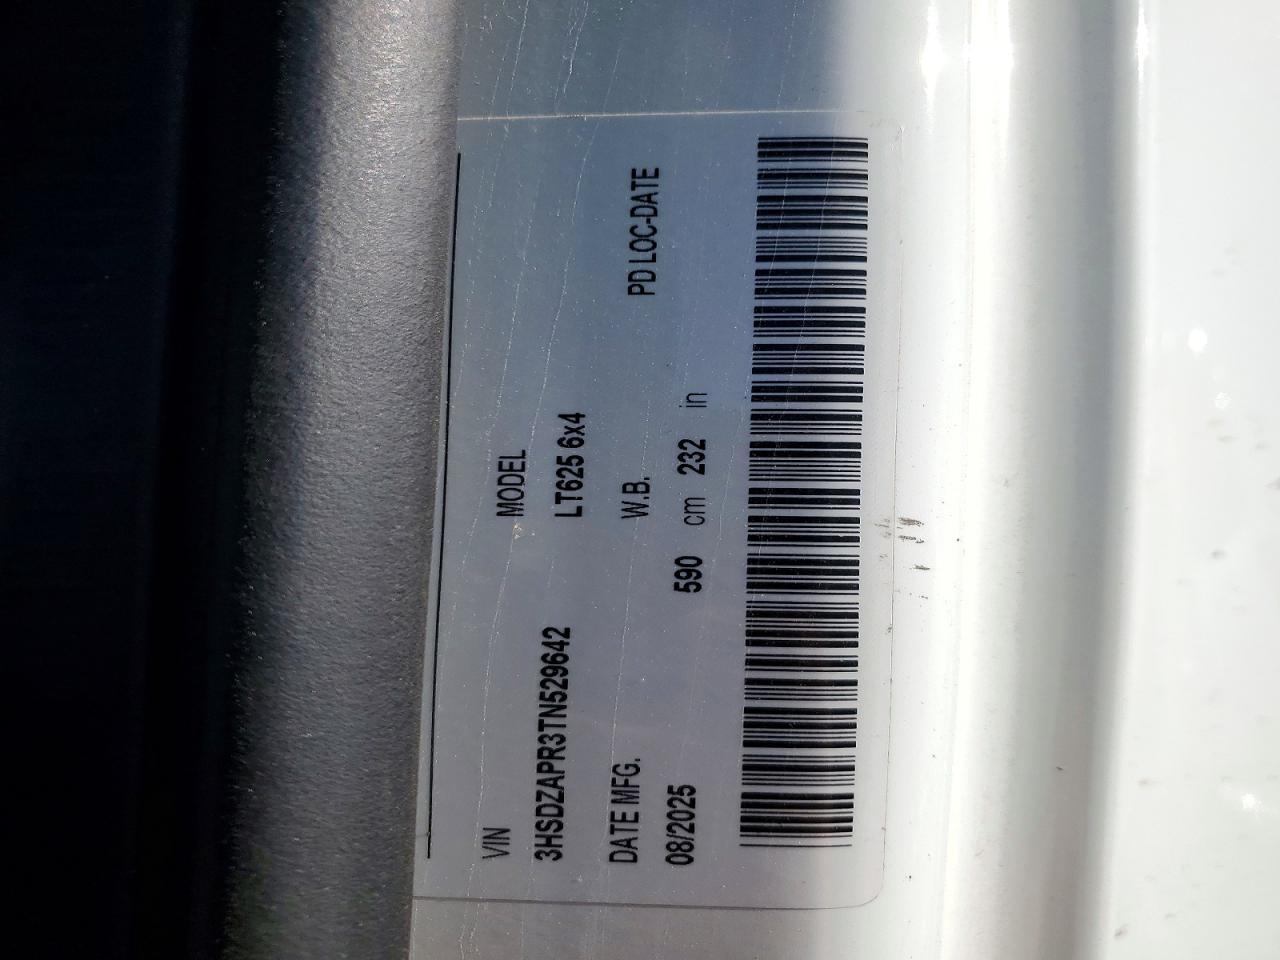 VIN MODEL
3HSDZAPR3TN529642 LT625 6x4
DATE MFG. W.B. PD LOC-DATE
08/2025 590 cm 232 in